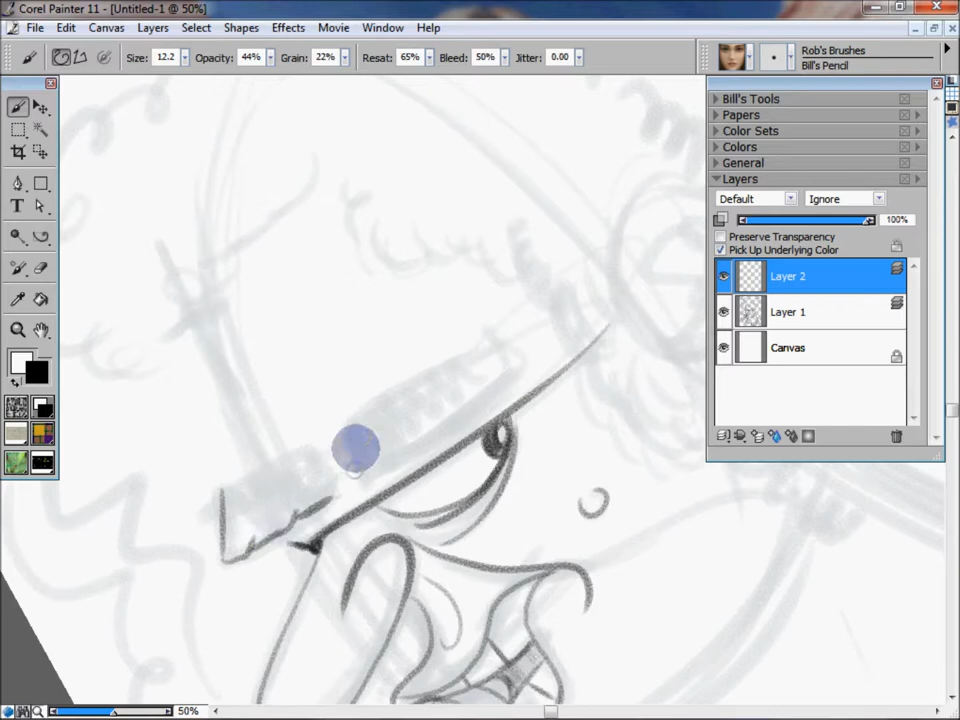 Corel Painter 11 - [Untitled-1 @ 50%]
File Edit Canvas Layers Select Shapes Effects Movie Window Help
Size: 12.2 Opacity: 44% Grain: 22% Resat: 65% Bleed: 50% Jitter: 0.00
Rob's Brushes
Bill's Pencil
Bill's Tools
Papers
Color Sets
Colors
General
Layers
Default Ignore
100%
Preserve Transparency
Pick Up Underlying Color
Layer 2
Layer 1
Canvas
T
50%